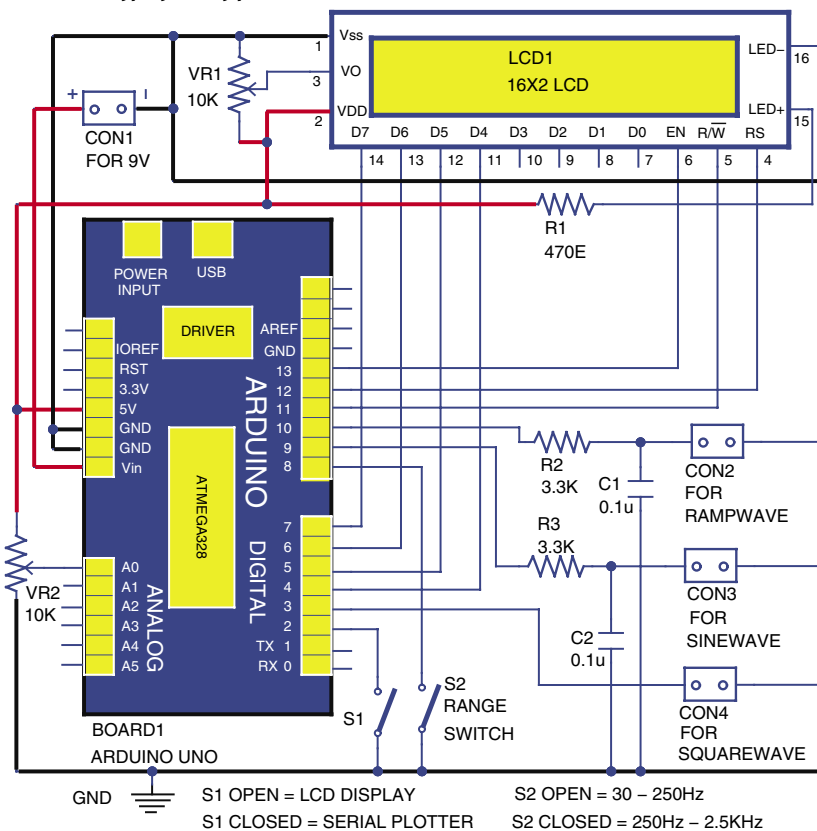 Vss
LED−
1
16
LCD1
VR1
VO
16X2 LCD
3
10K
+
I
VDD
LED+
2
15
D7 D6 D5 D4 D3 D2 D1 D0 EN R/W RS
CON1
FOR 9V
14 13 12 11 10 9 8 7 6 5 4
R1
470E
POWER
INPUT
USB
DRIVER
AREF
IOREF
GND
RST
13
3.3V
12
5V
11
GND
10
GND
9
Vin
8
ARDUINO
ATMEGA328
R2
3.3K
C1
0.1u
CON2
FOR
RAMPWAVE
R3
3.3K
7
6
A0
5
A1
4
A2
3
A3
2
A4
TX 1
A5
RX 0
ANALOG
DIGITAL
VR2
10K
CON3
FOR
SINEWAVE
C2
0.1u
S2
RANGE
SWITCH
S1
CON4
FOR
SQUAREWAVE
BOARD1
ARDUINO UNO
GND
S1 OPEN = LCD DISPLAY
S2 OPEN = 30 – 250Hz
S1 CLOSED = SERIAL PLOTTER
S2 CLOSED = 250Hz – 2.5KHz